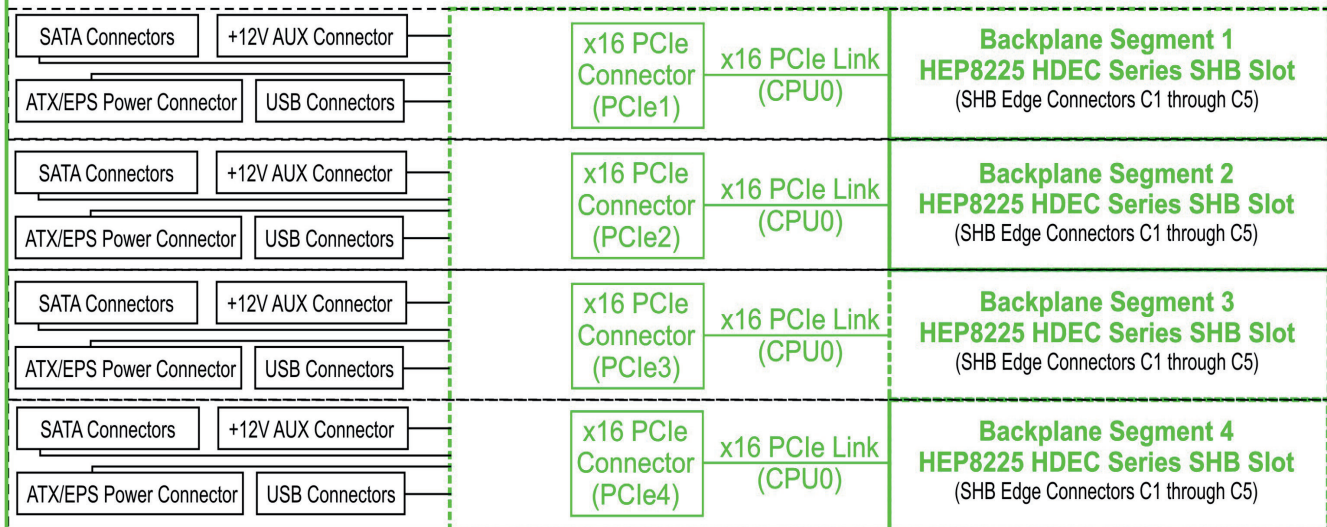 SATA Connectors
+12V AUX Connector
ATX/EPS Power Connector
USB Connectors
x16 PCIe
Connector
(PCIe1)
x16 PCIe Link
(CPU0)
Backplane Segment 1
HEP8225 HDEC Series SHB Slot
(SHB Edge Connectors C1 through C5)
SATA Connectors
+12V AUX Connector
ATX/EPS Power Connector
USB Connectors
x16 PCIe
Connector
(PCIe2)
x16 PCIe Link
(CPU0)
Backplane Segment 2
HEP8225 HDEC Series SHB Slot
(SHB Edge Connectors C1 through C5)
SATA Connectors
+12V AUX Connector
ATX/EPS Power Connector
USB Connectors
x16 PCIe
Connector
(PCIe3)
x16 PCIe Link
(CPU0)
Backplane Segment 3
HEP8225 HDEC Series SHB Slot
(SHB Edge Connectors C1 through C5)
SATA Connectors
+12V AUX Connector
ATX/EPS Power Connector
USB Connectors
x16 PCIe
Connector
(PCIe4)
x16 PCIe Link
(CPU0)
Backplane Segment 4
HEP8225 HDEC Series SHB Slot
(SHB Edge Connectors C1 through C5)